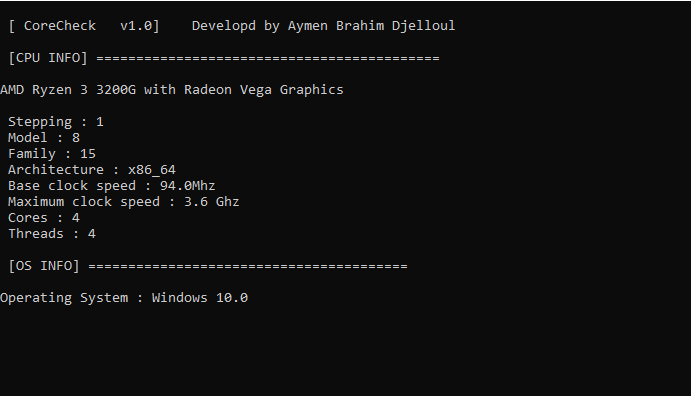 [ CoreCheck   v1.0]    Developd by Aymen Brahim Djelloul
[CPU INFO] ===========================================
AMD Ryzen 3 3200G with Radeon Vega Graphics
Stepping : 1
Model : 8
Family : 15
Architecture : x86_64
Base clock speed : 94.0Mhz
Maximum clock speed : 3.6 Ghz
Cores : 4
Threads : 4
[OS INFO] ========================================
Operating System : Windows 10.0